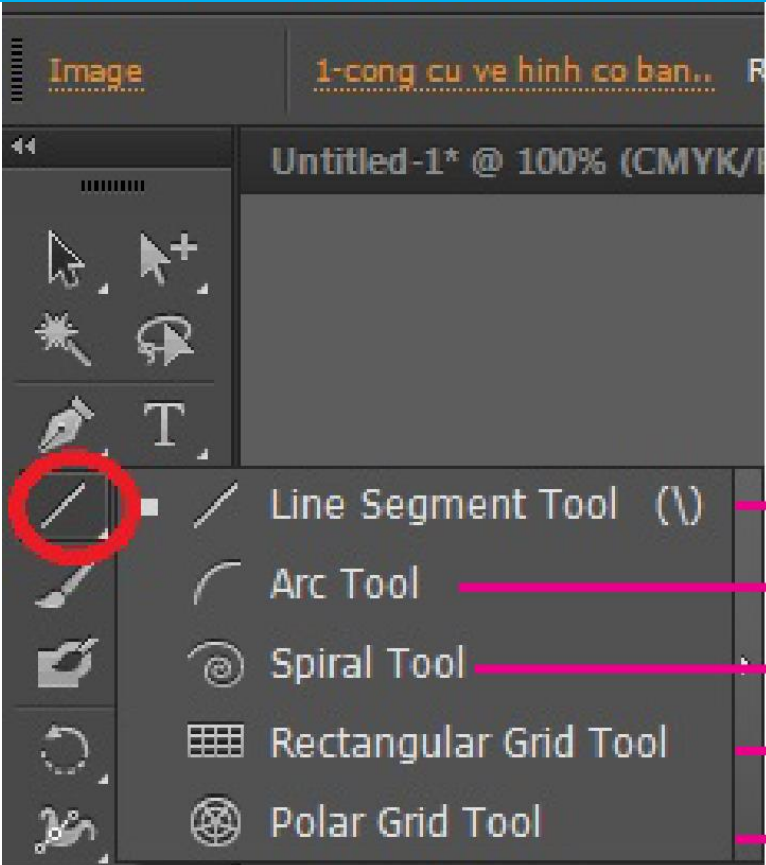 Image 1-cong cu ve hinh co ban.. R
Untitled-1* @ 100% (CMYK/
T
Line Segment Tool (\)
Arc Tool
Spiral Tool
Rectangular Grid Tool
Polar Grid Tool